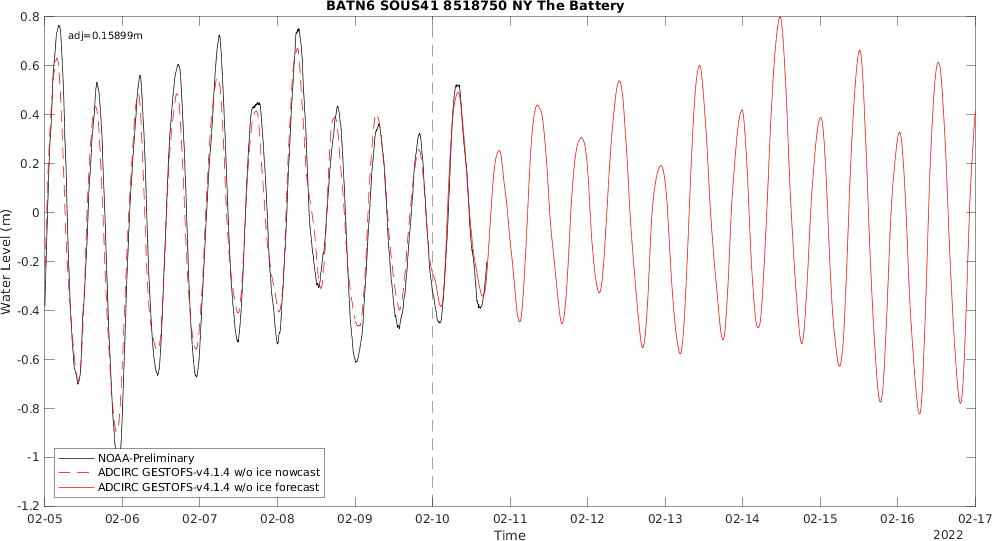 BATN6 SOUS41 8518750 NY The Battery
adj=0.15899m
0.8
0.6
0.4
0.2
0
-0.2
-0.4
-0.6
-0.8
-1
-1.2
Water Level (m)
NOAA-Preliminary
ADCIRC GESTOFS-v4.1.4 w/o ice nowcast
ADCIRC GESTOFS-v4.1.4 w/o ice forecast
02-05 02-06 02-07 02-08 02-09 02-10 02-11 02-12 02-13 02-14 02-15 02-16 02-17
Time
2022